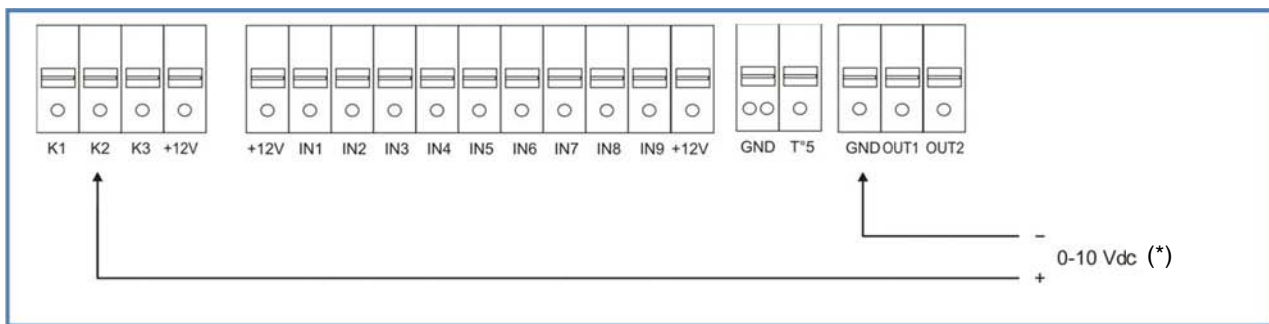 K1 K2 K3 +12V +12V IN1 IN2 IN3 IN4 IN5 IN6 IN7 IN8 IN9 +12V GND T°5 GND OUT1 OUT2
–
0-10 Vdc (*)
+